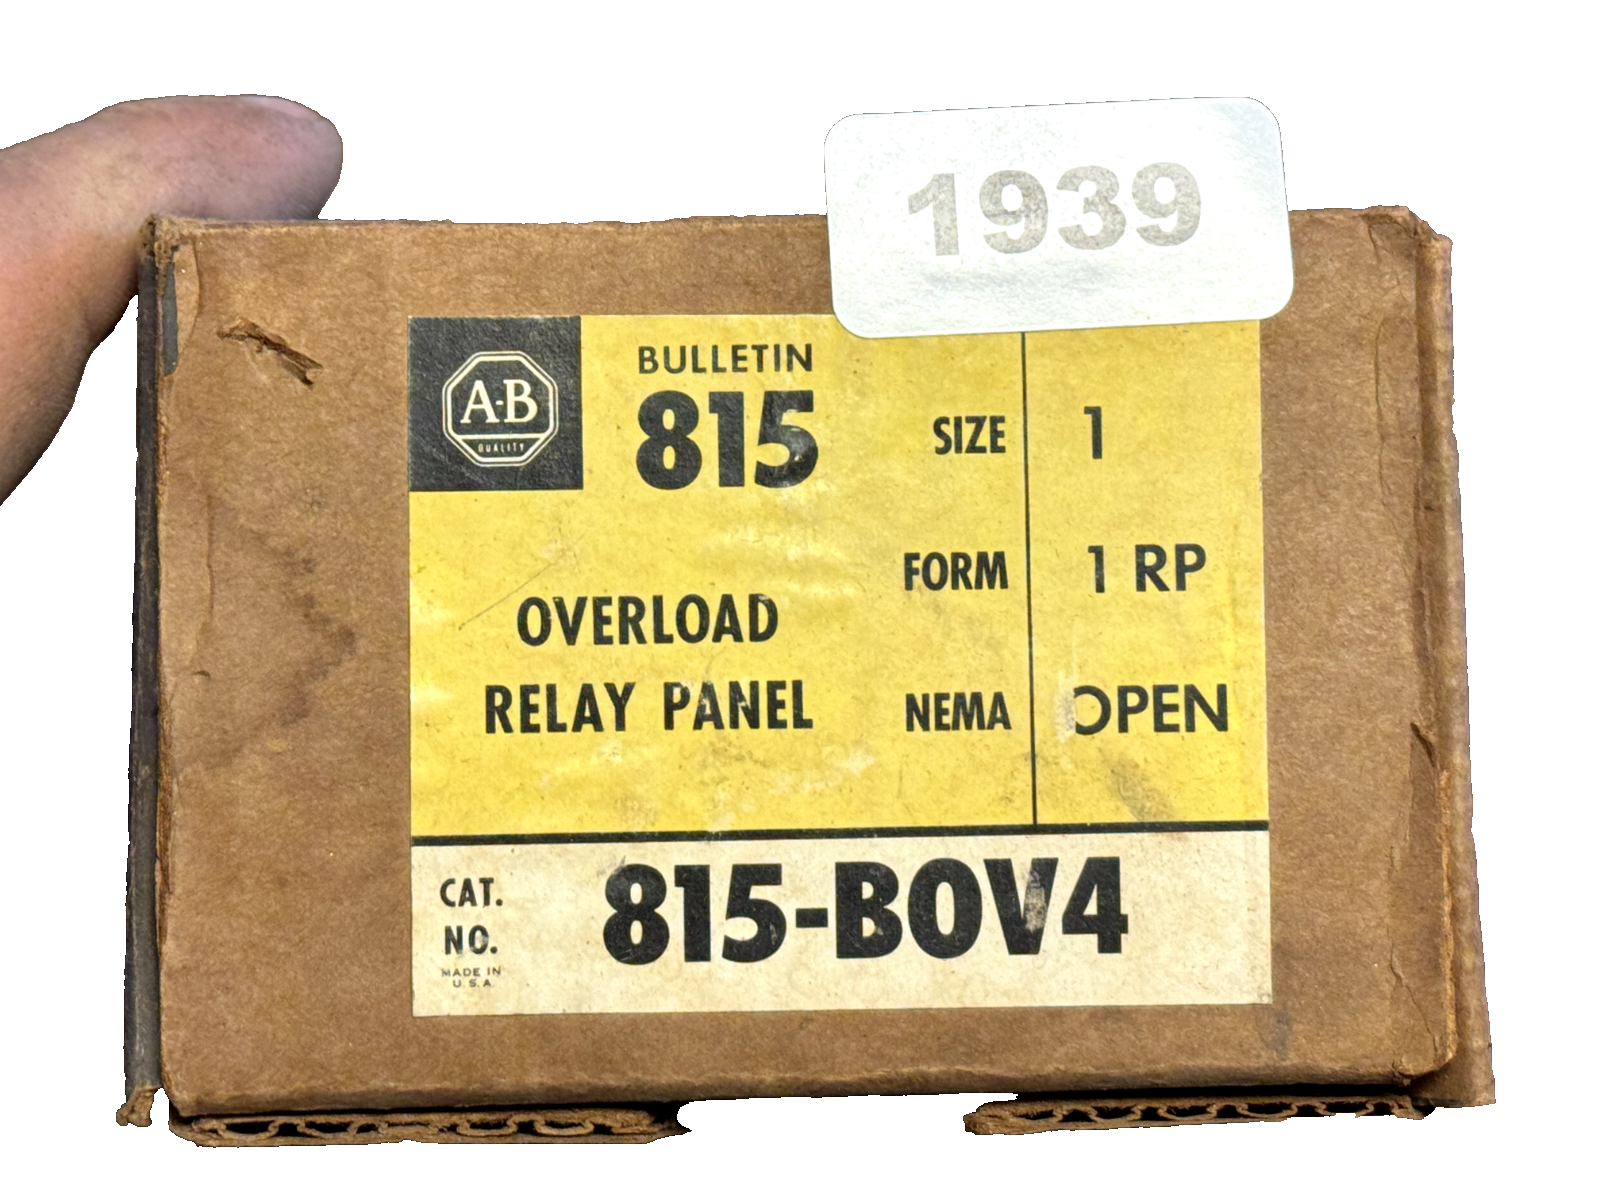 1939
A-B
QUALITY
BULLETIN
815
OVERLOAD
RELAY PANEL
SIZE 1
FORM 1 RP
NEMA OPEN
CAT.
NO.
815-BOV4
MADE IN
U.S.A.